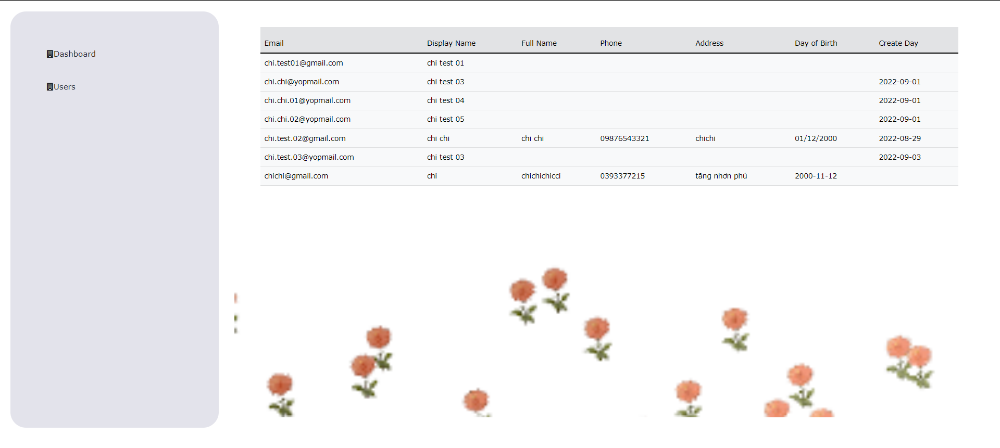 Dashboard
Users
Email Display Name Full Name Phone Address Day of Birth Create Day
chi.test01@gmail.com chi test 01
chi.chi@yopmail.com chi test 03 2022-09-01
chi.chi.01@yopmail.com chi test 04 2022-09-01
chi.chi.02@yopmail.com chi test 05 2022-09-01
chi.test.02@gmail.com chi chi chi chi 09876543321 chichi 01/12/2000 2022-08-29
chi.test.03@yopmail.com chi test 03 2022-09-03
chichi@gmail.com chi chichichicci 0393377215 tăng nhơn phú 2000-11-12